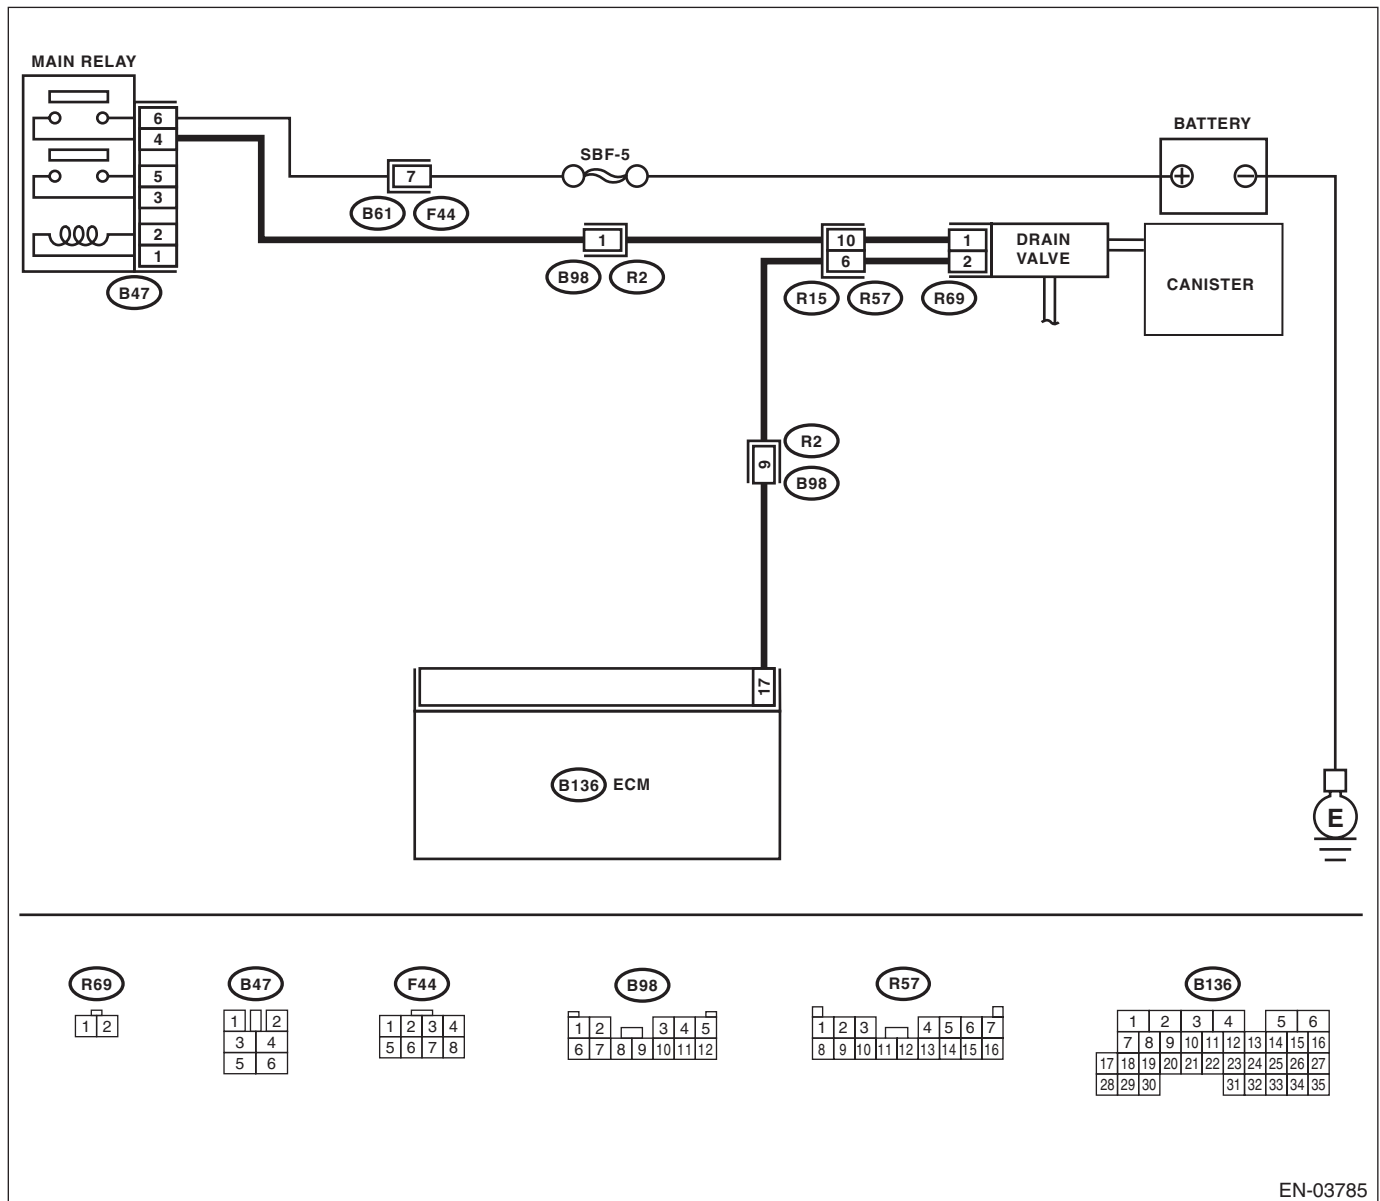 MAIN RELAY
6
4
5
3
2
1
B47
7
B61 F44
SBF-5
BATTERY
1
B98 R2
10
6
R15 R57
1
2
R69
DRAIN
VALVE
CANISTER
9
R2
B98
17
B136 ECM
E
R69
1 2
B47
1 2
3 4
5 6
F44
1 2 3 4
5 6 7 8
B98
1 2 3 4 5
6 7 8 9 10 11 12
R57
1 2 3 4 5 6 7
8 9 10 11 12 13 14 15 16
B136
1 2 3 4 5 6
7 8 9 10 11 12 13 14 15 16
17 18 19 20 21 22 23 24 25 26 27
28 29 30 31 32 33 34 35
EN-03785